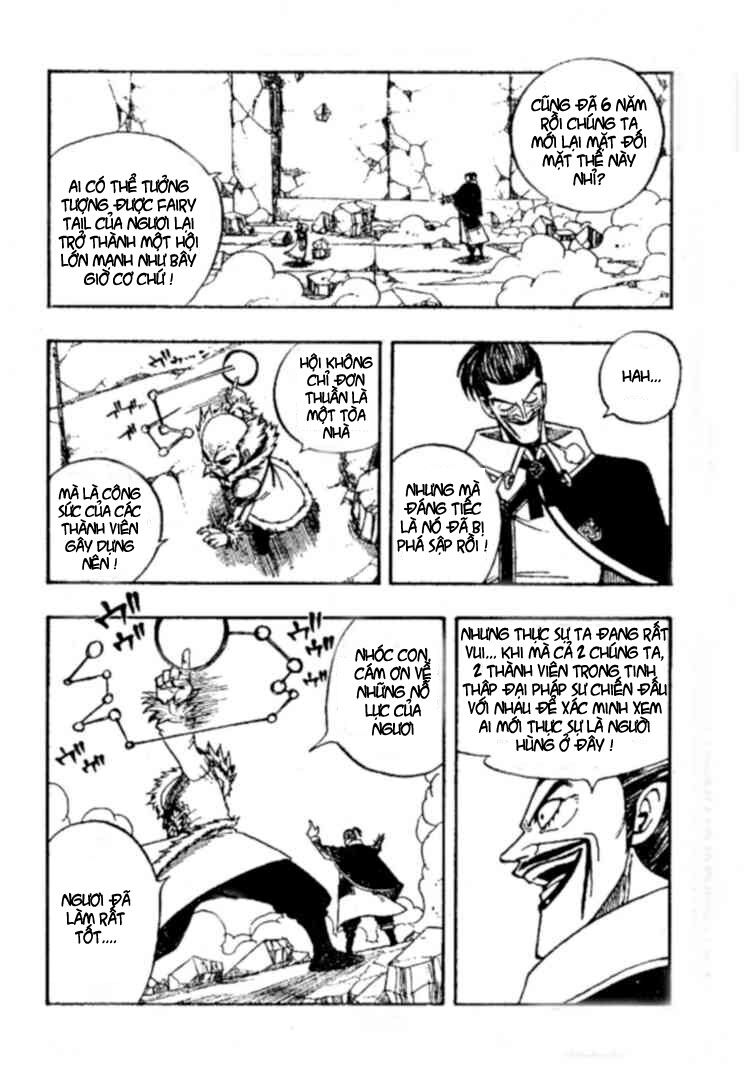 CŨNG ĐÃ 6 NĂM
RỒI CHÚNG TA
MỚI LẠI MẶT ĐỐI
MẶT THẾ NÀY
NHỈ?
AI CÓ THỂ TƯỞNG
TƯỢNG ĐƯỢC FAIRY
TAIL CỦA NGƯƠI LẠI
TRỞ THÀNH MỘT HỘI
LỚN MẠNH NHƯ BÂY
GIỜ CƠ CHỨ !
HỘI KHÔNG
CHỈ ĐƠN
THUẦN LÀ
MỘT TÒA
NHÀ
MÀ LÀ CÔNG
SỨC CỦA CÁC
THÀNH VIÊN
GÂY DỰNG
NÊN !
HAH...
NHƯNG MÀ
ĐÁNG TIẾC
LÀ NÓ ĐÃ BỊ
PHÁ SẬP RỒI !
NHÓC CON,
CÁM ƠN VỀ
NHỮNG NỖ
LỰC CỦA
NGƯƠI
NGƯƠI ĐÃ
LÀM RẤT
TỐT....
NHƯNG THỰC SỰ TA ĐANG RẤT
VUI... KHI MÀ CẢ 2 CHÚNG TA,
2 THÀNH VIÊN TRONG TINH
THẬP ĐẠI PHÁP SƯ CHIẾN ĐẤU
VỚI NHAU ĐỂ XÁC MINH XEM
AI MỚI THỰC SỰ LÀ NGƯỜI
HÙNG Ở ĐÂY !